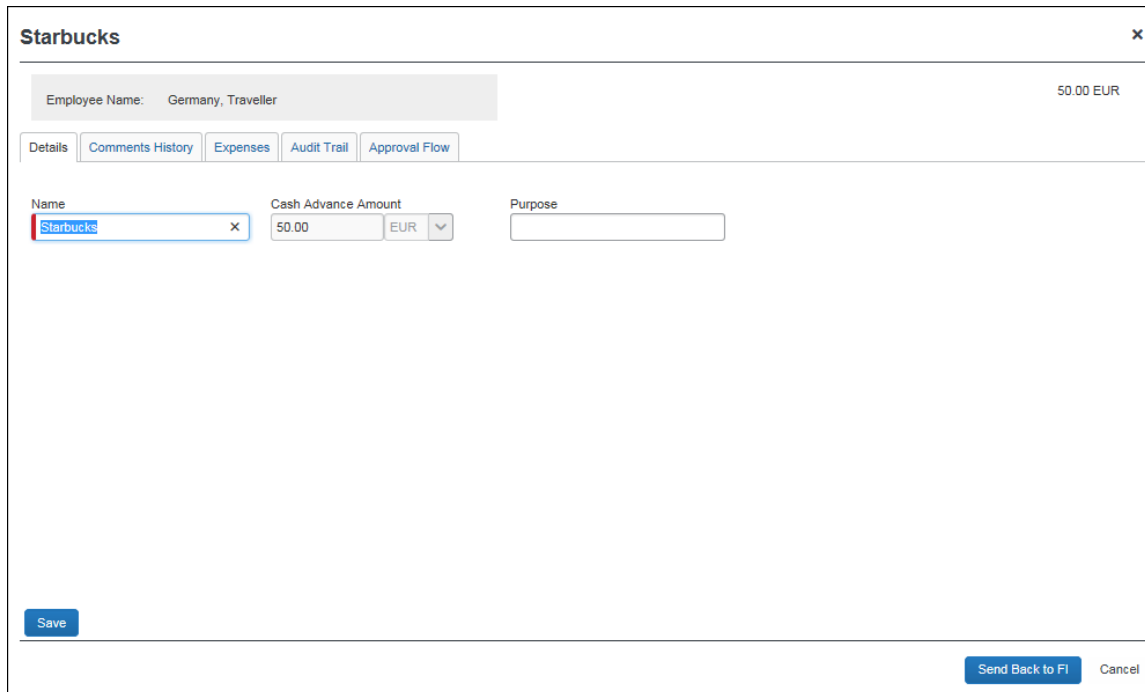 Starbucks
Employee Name: Germany, Traveller
50.00 EUR
Details Comments History Expenses Audit Trail Approval Flow
Name Cash Advance Amount Purpose
Starbucks 50.00 EUR
Save
Send Back to FI Cancel